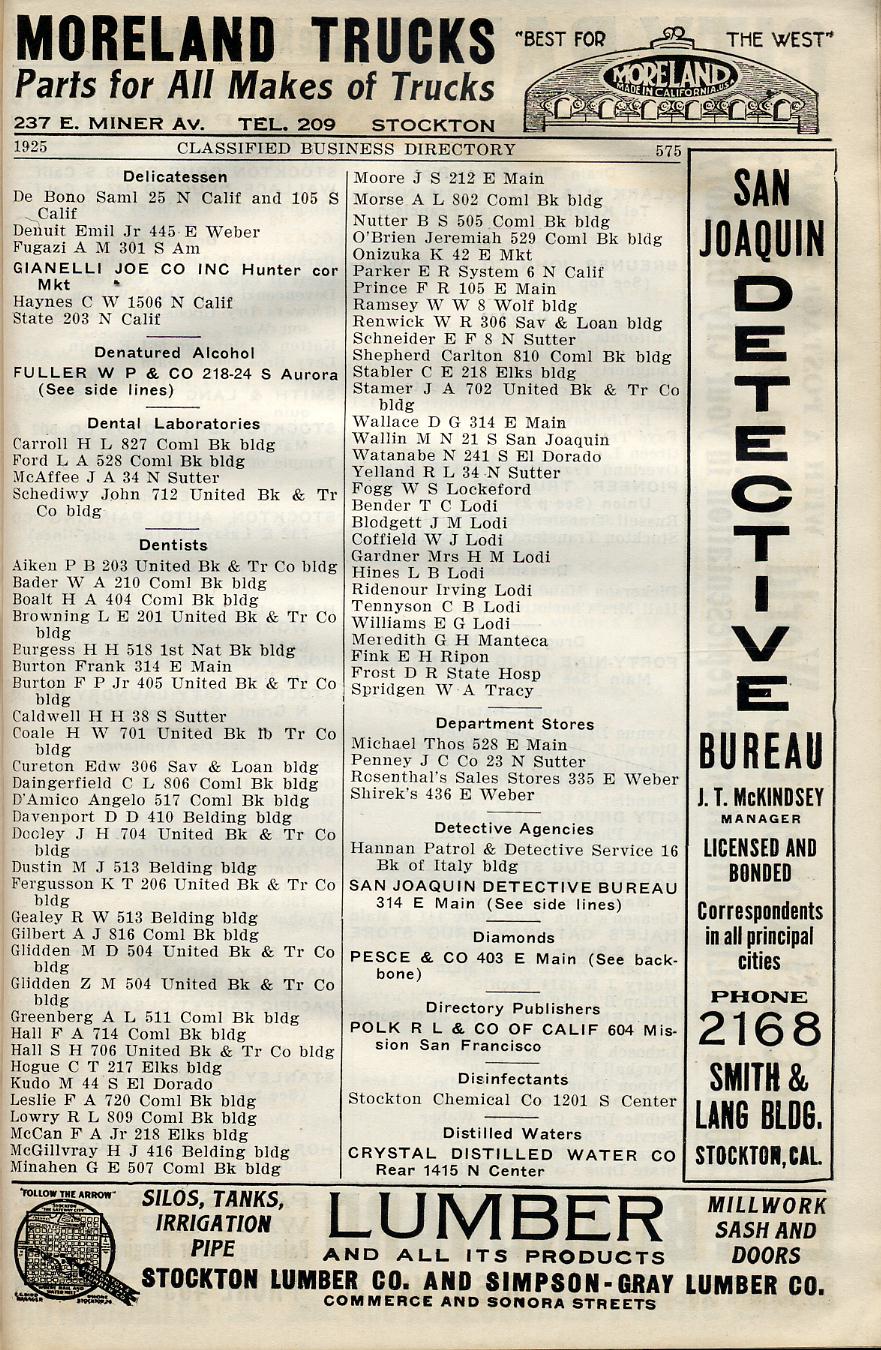 MORELAND TRUCKS
Parts for All Makes of Trucks
237 E. MINER AV. TEL. 209 STOCKTON
"BEST FOR THE WEST"
MORELAND
MADE IN CALIFORNIA.U.S.
1925 CLASSIFIED BUSINESS DIRECTORY 575
Delicatessen
De Bono Saml 25 N Calif and 105 S
Calif
Denuit Emil Jr 445 E Weber
Fugazi A M 301 S Am
GIANELLI JOE CO INC Hunter cor
Mkt
Haynes C W 1506 N Calif
State 203 N Calif
Denatured Alcohol
FULLER W P & CO 218-24 S Aurora
(See side lines)
Dental Laboratories
Carroll H L 827 Coml Bk bldg
Ford L A 528 Coml Bk bldg
McAffee J A 34 N Sutter
Schediwy John 712 United Bk & Tr
Co bldg
Dentists
Aiken P B 203 United Bk & Tr Co bldg
Bader W A 210 Coml Bk bldg
Boalt H A 404 Coml Bk bldg
Browning L E 201 United Bk & Tr Co
bldg
Burgess H H 518 1st Nat Bk bldg
Burton Frank 314 E Main
Burton F P Jr 405 United Bk & Tr Co
bldg
Caldwell H H 38 S Sutter
Coale H W 701 United Bk Tr Co
bldg
Cureton Edw 306 Sav & Loan bldg
Daingerfield C L 806 Coml Bk bldg
D'Amico Angelo 517 Coml Bk bldg
Davenport D D 410 Belding bldg
Dooley J H 704 United Bk & Tr Co
bldg
Dustin M J 513 Belding bldg
Fergusson K T 206 United Bk & Tr Co
bldg
Gealey R W 513 Belding bldg
Gilbert A J 816 Coml Bk bldg
Glidden M D 504 United Bk & Tr Co
bldg
Glidden Z M 504 United Bk & Tr Co
bldg
Greenberg A L 511 Coml Bk bldg
Hall F A 714 Coml Bk bldg
Hall S H 706 United Bk & Tr Co bldg
Hogue C T 217 Elks bldg
Kudo M 44 S El Dorado
Leslie F A 720 Coml Bk bldg
Lowry R L 809 Coml Bk bldg
McCan F A Jr 218 Elks bldg
McGillvray H J 416 Belding bldg
Minahen G E 507 Coml Bk bldg
Moore J S 212 E Main
Morse A L 802 Coml Bk bldg
Nutter B S 505 Coml Bk bldg
O'Brien Jeremiah 529 Coml Bk bldg
Onizuka K 42 E Mkt
Parker E R System 6 N Calif
Prince F R 105 E Main
Ramsey W W 8 Wolf bldg
Renwick W R 306 Sav & Loan bldg
Schneider E F 8 N Sutter
Shepherd Carlton 810 Coml Bk bldg
Stabler C E 218 Elks bldg
Stamer J A 702 United Bk & Tr Co
bldg
Wallace D G 314 E Main
Wallin M N 21 S San Joaquin
Watanabe N 241 S El Dorado
Yelland R L 34 N Sutter
Fogg W S Lockeford
Bender T C Lodi
Blodgett J M Lodi
Coffield W J Lodi
Gardner Mrs H M Lodi
Hines L B Lodi
Ridenour Irving Lodi
Tennyson C B Lodi
Williams E G Lodi
Meredith G H Manteca
Fink E H Ripon
Frost D R State Hosp
Spridgen W A Tracy
Department Stores
Michael Thos 528 E Main
Penney J C Co 23 N Sutter
Rosenthal's Sales Stores 335 E Weber
Shirek's 436 E Weber
Detective Agencies
Hannan Patrol & Detective Service 16
Bk of Italy bldg
SAN JOAQUIN DETECTIVE BUREAU
314 E Main (See side lines)
Diamonds
PESCE & CO 403 E Main (See back-
bone)
Directory Publishers
POLK R L & CO OF CALIF 604 Mis-
sion San Francisco
Disinfectants
Stockton Chemical Co 1201 S Center
Distilled Waters
CRYSTAL DISTILLED WATER CO
Rear 1415 N Center
SAN
JOAQUIN
DETECTIVE
BUREAU
J. T. McKINDSEY
MANAGER
LICENSED AND
BONDED
Correspondents
in all principal
cities
PHONE
2168
SMITH &
LANG BLDG.
STOCKTON, CAL.
"FOLLOW THE ARROW"
SILOS, TANKS,
IRRIGATION
PIPE
LUMBER
AND ALL ITS PRODUCTS
MILLWORK
SASH AND
DOORS
STOCKTON LUMBER CO. AND SIMPSON-GRAY LUMBER CO.
COMMERCE AND SONORA STREETS